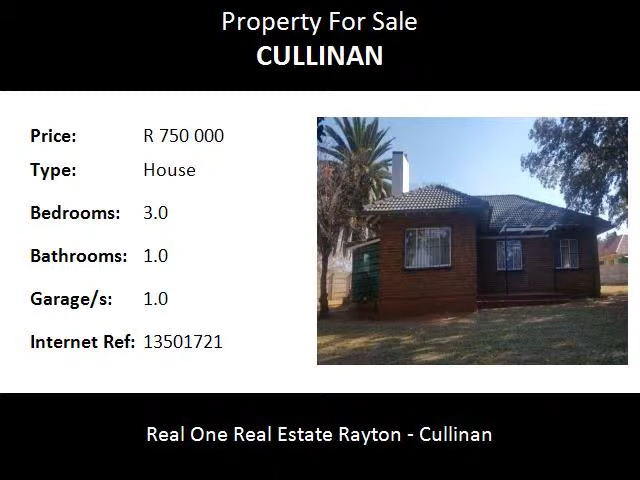 Property For Sale
CULLINAN
Price: R 750 000
Type: House
Bedrooms: 3.0
Bathrooms: 1.0
Garage/s: 1.0
Internet Ref: 13501721
Real One Real Estate Rayton - Cullinan